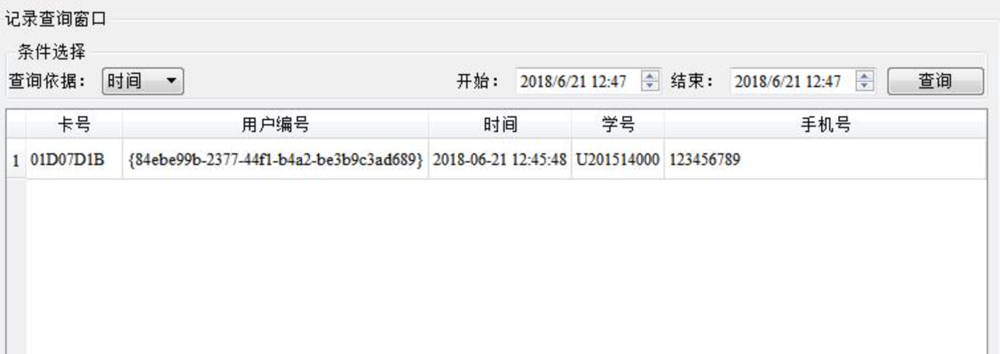 记录查询窗口
条件选择
查询依据： 时间 开始： 2018/6/21 12:47 结束： 2018/6/21 12:47 查询
卡号 用户编号 时间 学号 手机号
1 01D07D1B {84ebe99b-2377-44f1-b4a2-be3b9c3ad689} 2018-06-21 12:45:48 U201514000 123456789